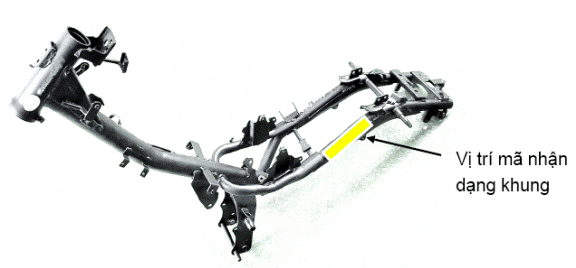 Vị trí mã nhận
dạng khung